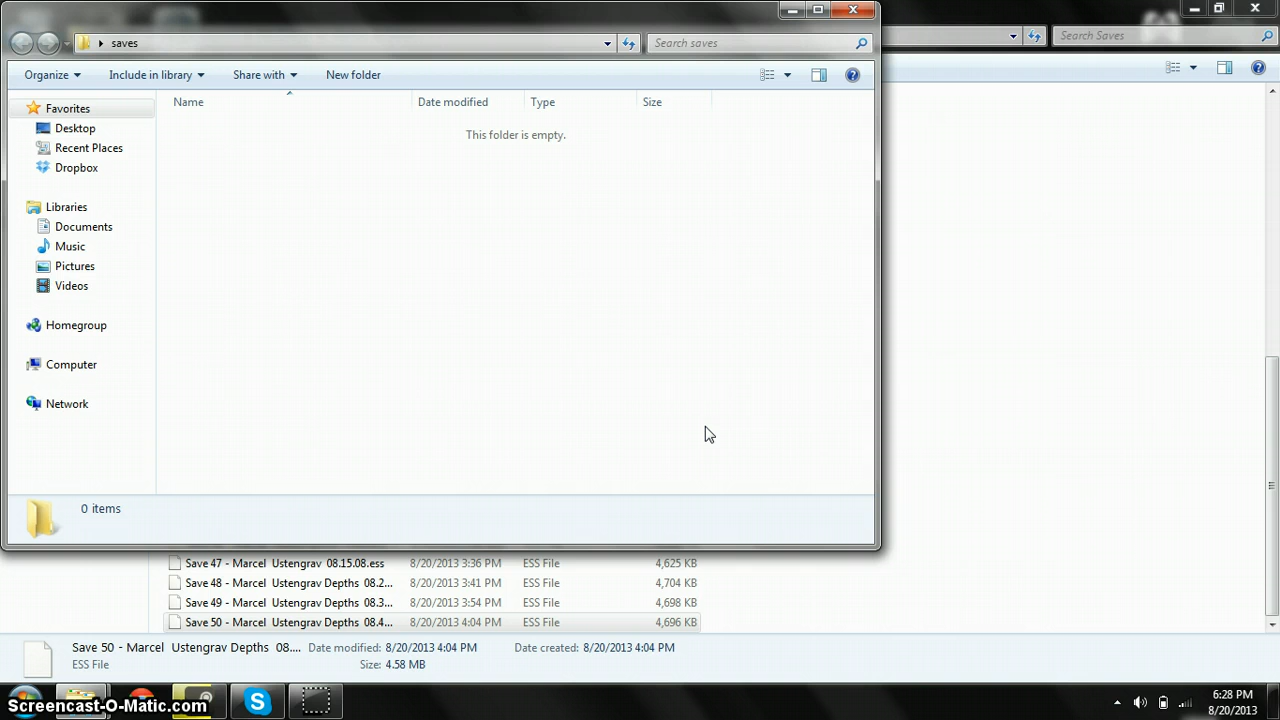 saves
Search saves
Search Saves
Organize
Include in library
Share with
New folder
Name
Date modified
Type
Size
This folder is empty.
Favorites
Desktop
Recent Places
Dropbox
Libraries
Documents
Music
Pictures
Videos
Homegroup
Computer
Network
0 items
Save 47 - Marcel Ustengrav 08.15.08.ess 8/20/2013 3:36 PM ESS File 4,625 KB
Save 48 - Marcel Ustengrav Depths 08.2... 8/20/2013 3:41 PM ESS File 4,704 KB
Save 49 - Marcel Ustengrav Depths 08.3... 8/20/2013 3:54 PM ESS File 4,698 KB
Save 50 - Marcel Ustengrav Depths 08.4... 8/20/2013 4:04 PM ESS File 4,696 KB
Save 50 - Marcel Ustengrav Depths 08.... Date modified: 8/20/2013 4:04 PM Date created: 8/20/2013 4:04 PM
ESS File Size: 4.58 MB
Screencast-O-Matic.com
6:28 PM
8/20/2013